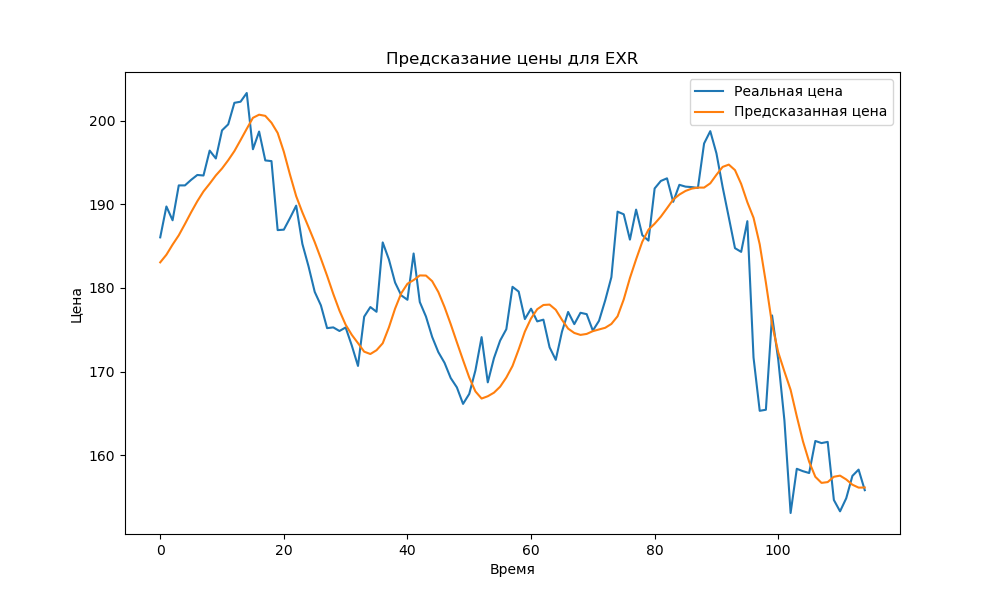 Предсказание цены для EXR
Реальная цена
Предсказанная цена
Цена
200
190
180
170
160
0 20 40 60 80 100
Время